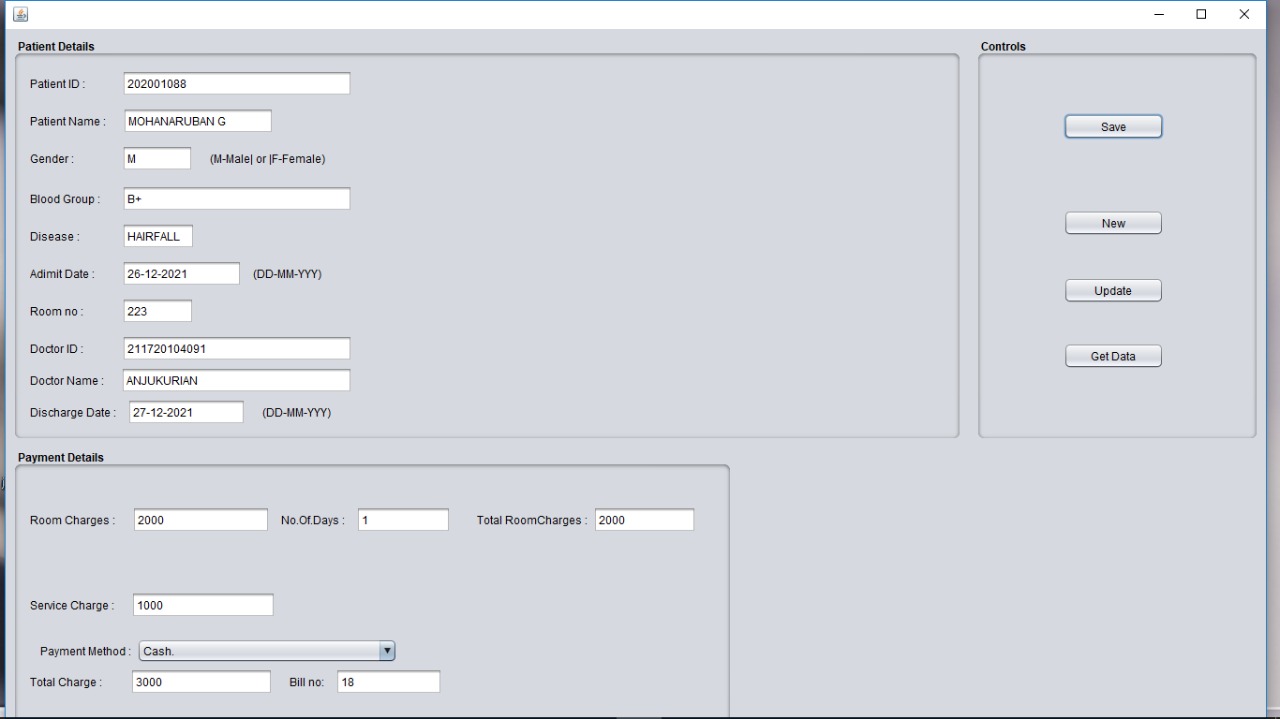 Patient Details
Controls
Patient ID : 202001088
Patient Name : MOHANARUBAN G
Save
Gender : M (M-Male| or |F-Female)
Blood Group : B+
New
Disease : HAIRFALL
Adimit Date : 26-12-2021 (DD-MM-YYY)
Update
Room no : 223
Doctor ID : 211720104091
Get Data
Doctor Name : ANJUKURIAN
Discharge Date : 27-12-2021 (DD-MM-YYY)
Payment Details
Room Charges : 2000 No.Of.Days : 1 Total RoomCharges : 2000
Service Charge : 1000
Payment Method : Cash.
Total Charge : 3000 Bill no: 18